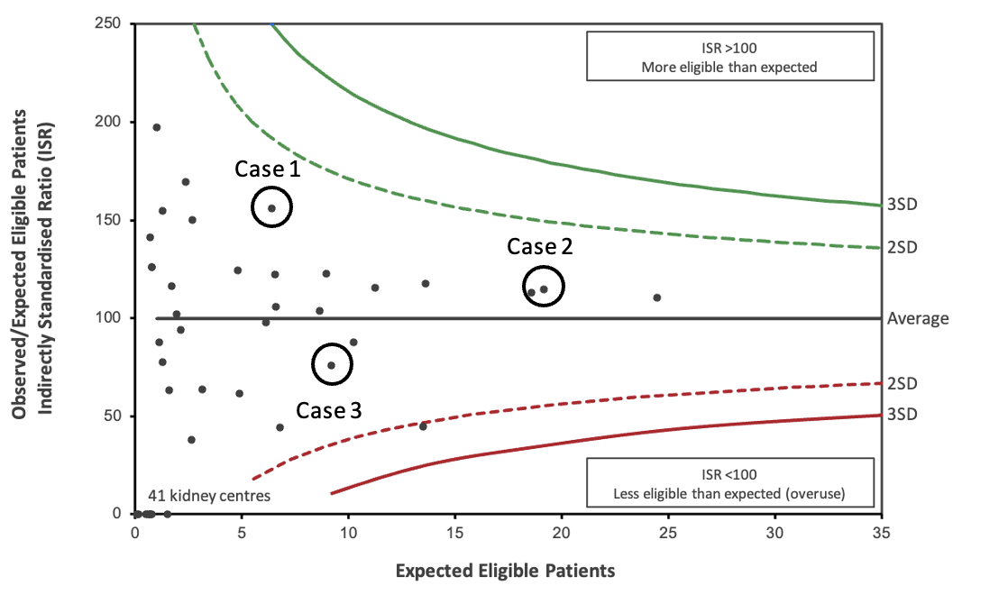 Observed/Expected Eligible Patients
Indirectly Standardised Ratio (ISR)
250
200
150
100
50
0
ISR >100
More eligible than expected
Case 1
Case 2
Case 3
3SD
2SD
Average
2SD
3SD
41 kidney centres
ISR <100
Less eligible than expected (overuse)
0
5
10
15
20
25
30
35
Expected Eligible Patients